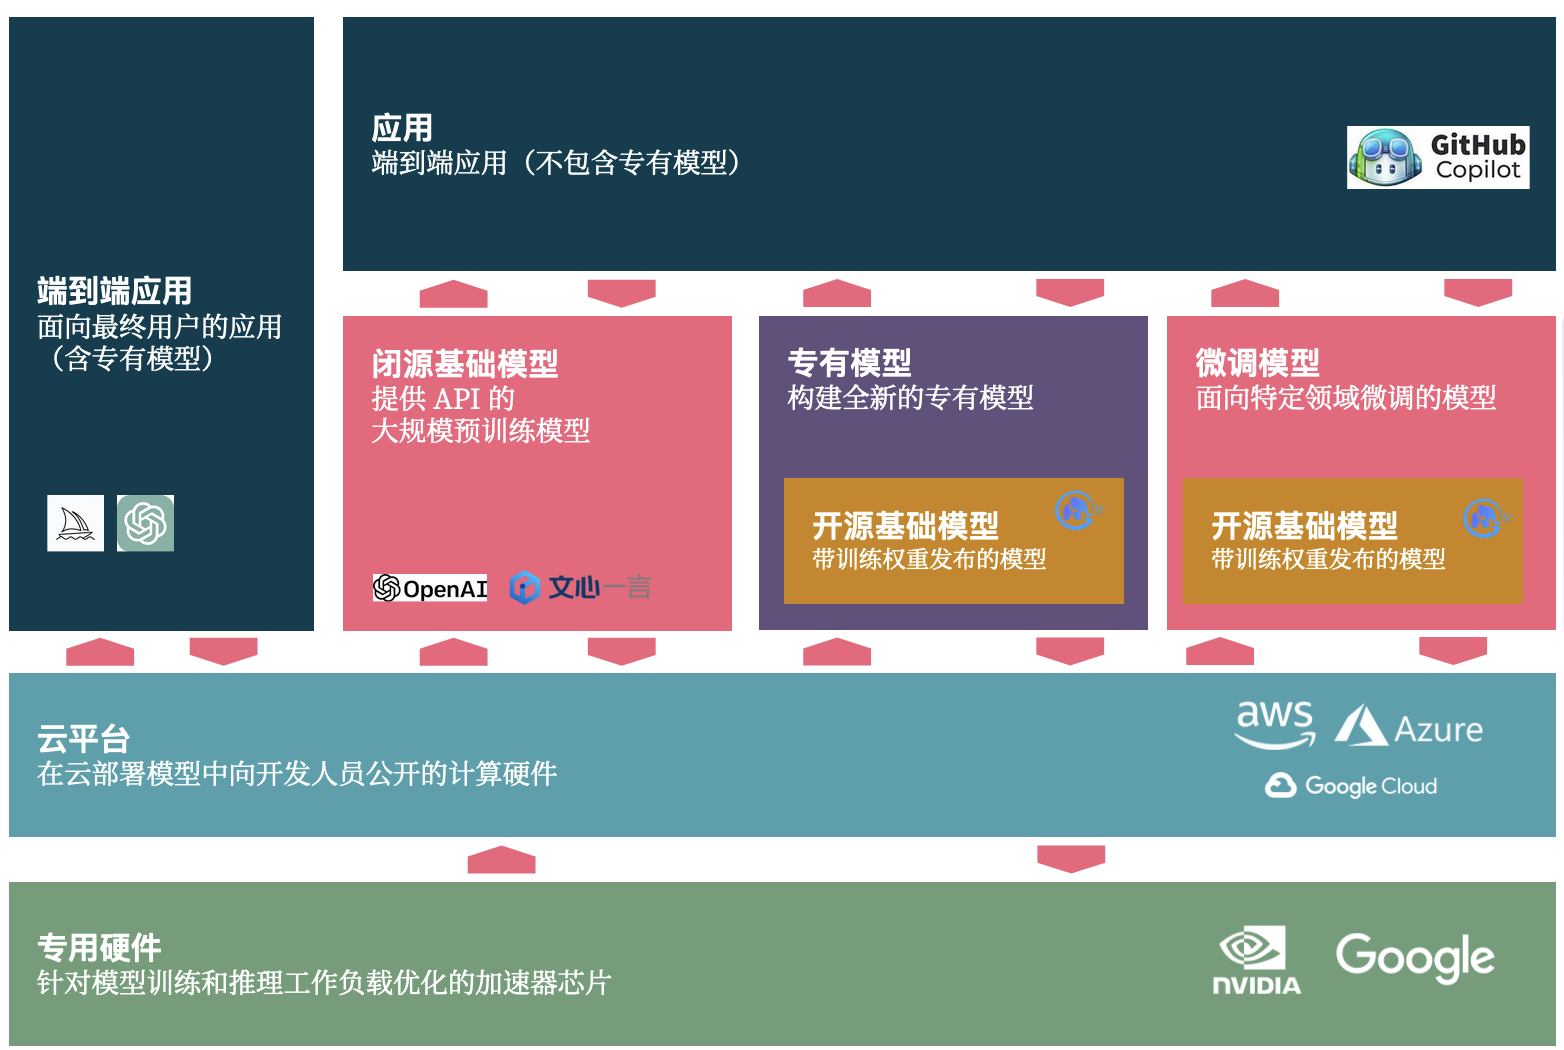 端到端应用
面向最终用户的应用
（含专有模型）
应用
端到端应用（不包含专有模型）
GitHub
Copilot
闭源基础模型
提供 API 的
大规模预训练模型
OpenAI
文心一言
专有模型
构建全新的专有模型
开源基础模型
带训练权重发布的模型
微调模型
面向特定领域微调的模型
开源基础模型
带训练权重发布的模型
云平台
在云部署模型中向开发人员公开的计算硬件
aws
Azure
Google Cloud
专用硬件
针对模型训练和推理工作负载优化的加速器芯片
NVIDIA
Google